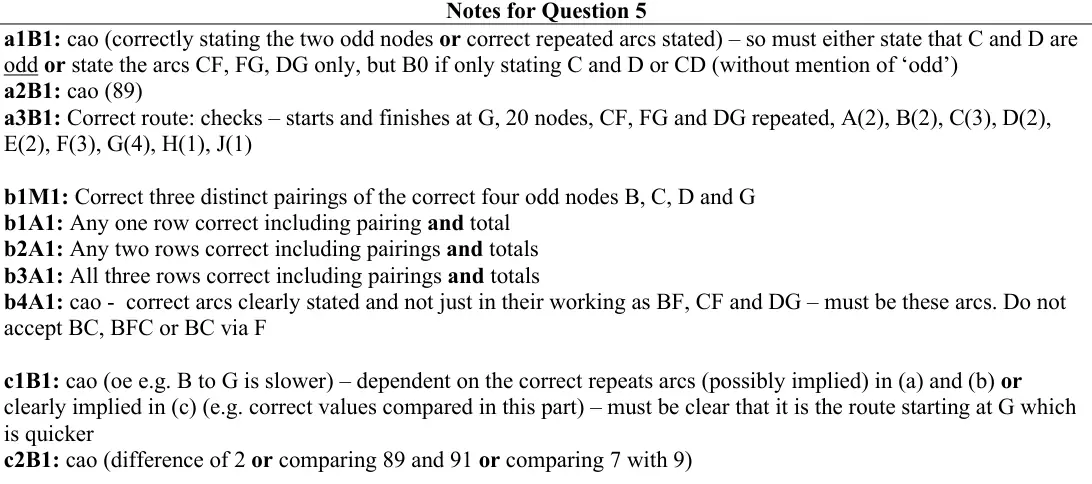 Notes for Question 5
a1B1: cao (correctly stating the two odd nodes or correct repeated arcs stated) – so must either state that C and D are
odd or state the arcs CF, FG, DG only, but B0 if only stating C and D or CD (without mention of ‘odd’)
a2B1: cao (89)
a3B1: Correct route: checks – starts and finishes at G, 20 nodes, CF, FG and DG repeated, A(2), B(2), C(3), D(2),
E(2), F(3), G(4), H(1), J(1)
b1M1: Correct three distinct pairings of the correct four odd nodes B, C, D and G
b1A1: Any one row correct including pairing and total
b2A1: Any two rows correct including pairings and totals
b3A1: All three rows correct including pairings and totals
b4A1: cao - correct arcs clearly stated and not just in their working as BF, CF and DG – must be these arcs. Do not
accept BC, BFC or BC via F
c1B1: cao (oe e.g. B to G is slower) – dependent on the correct repeats arcs (possibly implied) in (a) and (b) or
clearly implied in (c) (e.g. correct values compared in this part) – must be clear that it is the route starting at G which
is quicker
c2B1: cao (difference of 2 or comparing 89 and 91 or comparing 7 with 9)